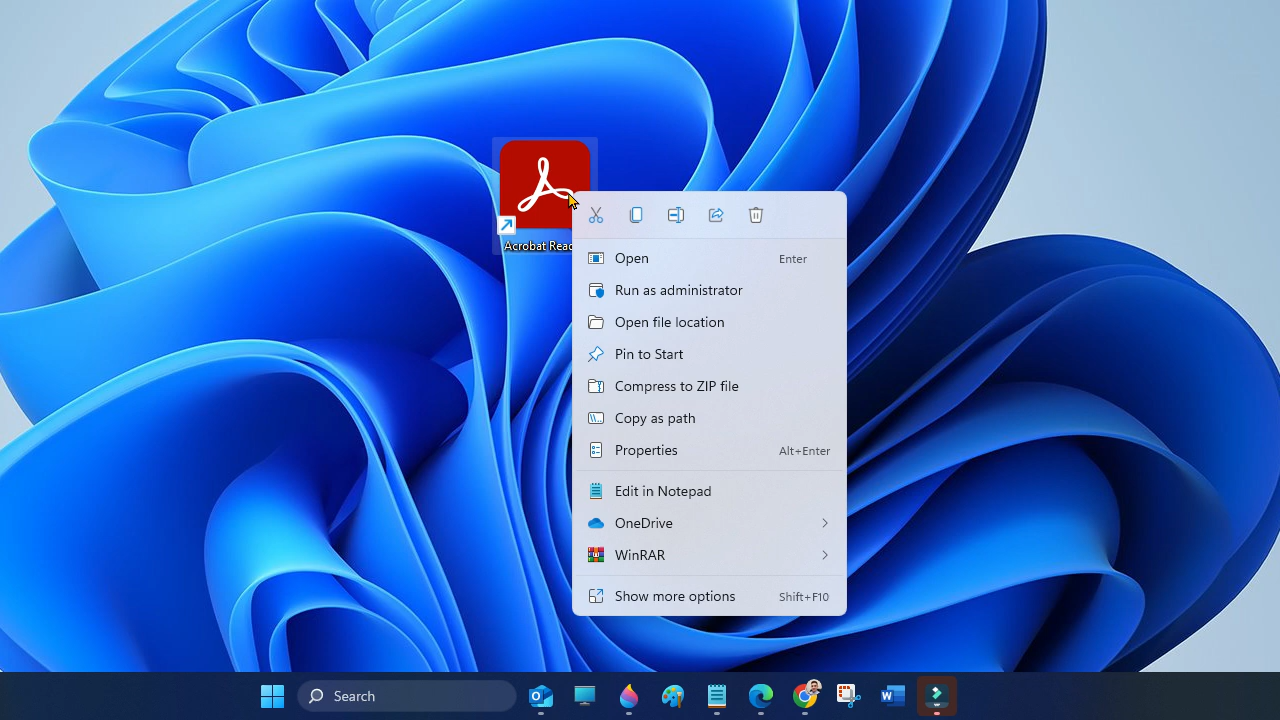 Acrobat Read
Open Enter
Run as administrator
Open file location
Pin to Start
Compress to ZIP file
Copy as path
Properties Alt+Enter
Edit in Notepad
OneDrive
WinRAR
Show more options Shift+F10
Search